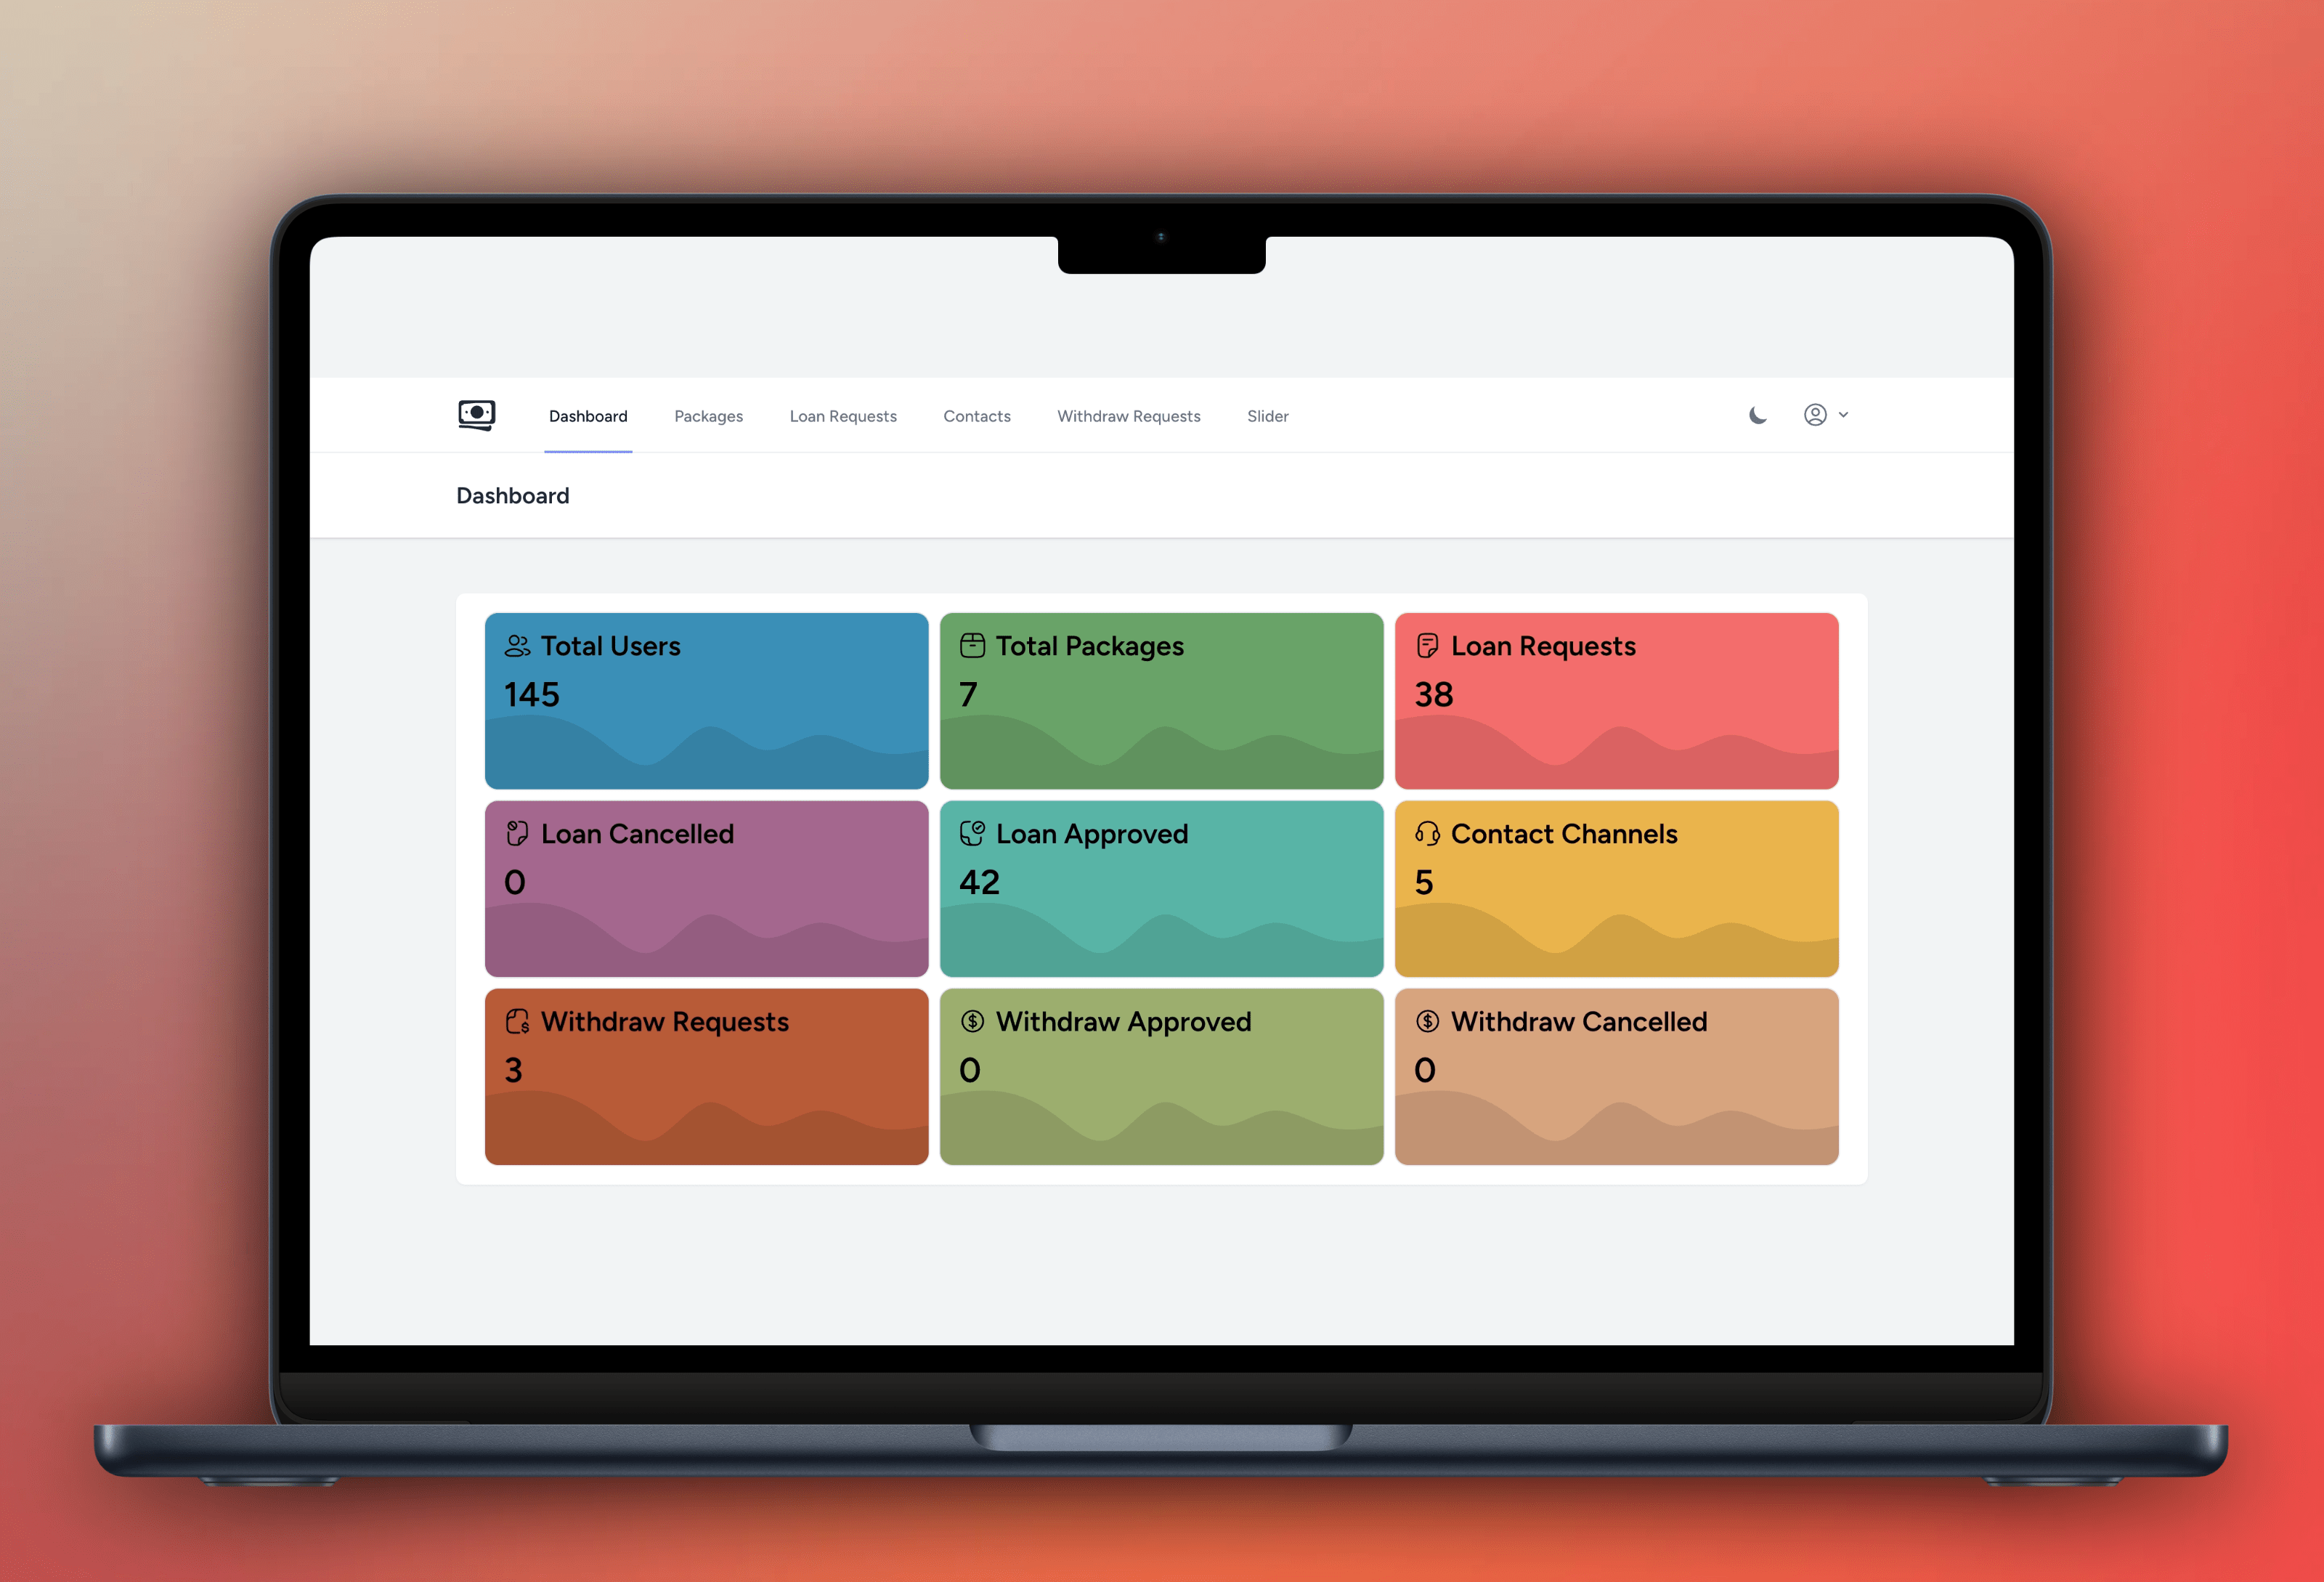 Dashboard Packages Loan Requests Contacts Withdraw Requests Slider
Dashboard
Total Users
145
Total Packages
7
Loan Requests
38
Loan Cancelled
0
Loan Approved
42
Contact Channels
5
Withdraw Requests
3
Withdraw Approved
0
Withdraw Cancelled
0